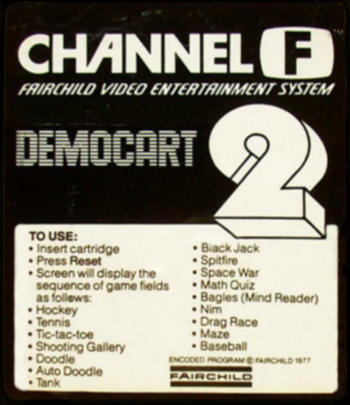 CHANNEL F
FAIRCHILD VIDEO ENTERTAINMENT SYSTEM
DEMOCART 2
TO USE:
• Insert cartridge
• Press Reset
• Screen will display the
sequence of game fields
as follows:
• Hockey
• Tennis
• Tic-tac-toe
• Shooting Gallery
• Doodle
• Auto Doodle
• Tank
• Black Jack
• Spitfire
• Space War
• Math Quiz
• Bagles (Mind Reader)
• Nim
• Drag Race
• Maze
• Baseball
ENCODED PROGRAM © FAIRCHILD 1977
FAIRCHILD